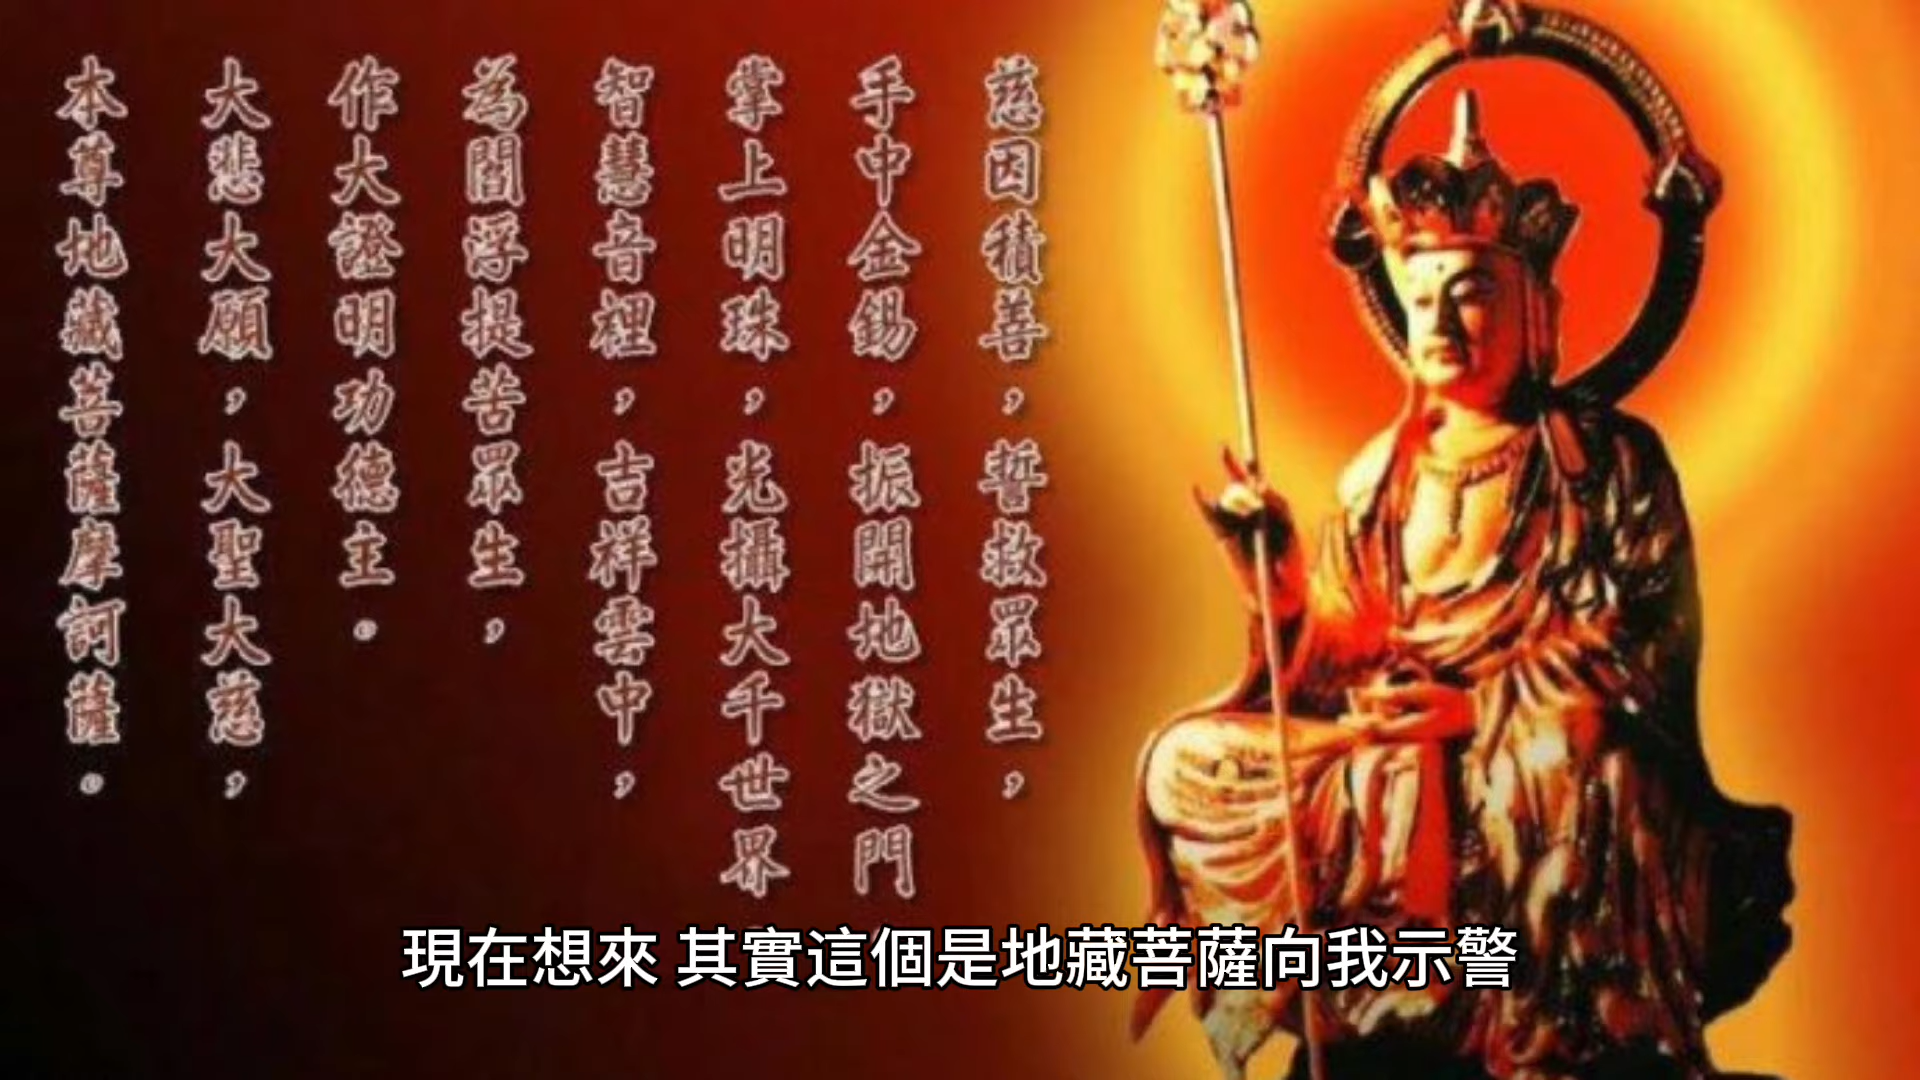 慈因積善，誓救眾生，
手中金錫，振開地獄之門
掌上明珠，光攝大千世界
智慧音裡，吉祥雲中，
為閻浮提苦眾生，
作大證明功德主。
大悲大願，大聖大慈，
本尊地藏菩薩摩訶薩。
現在想來 其實這個是地藏菩薩向我示警